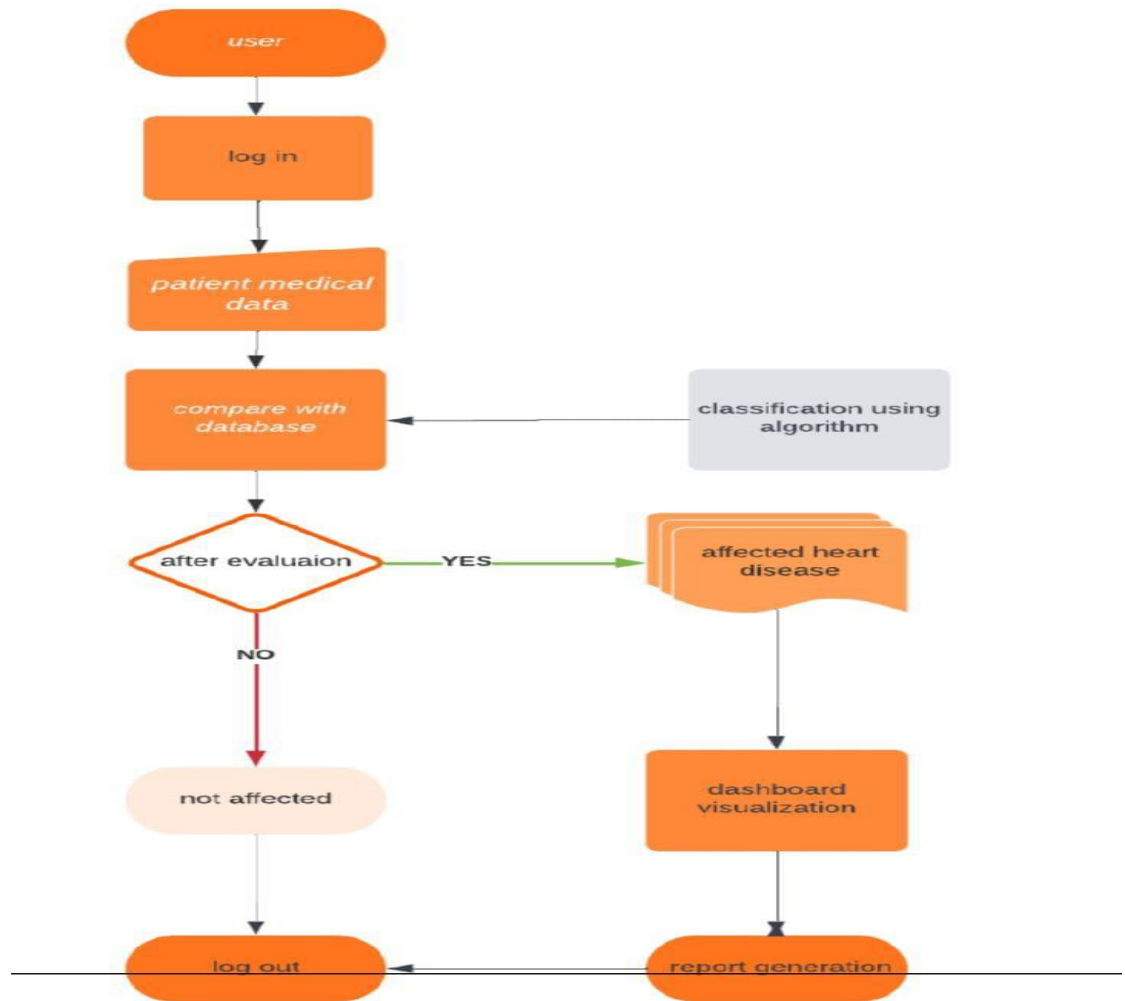 user
log in
patient medical
data
compare with
database
classification using
algorithm
after evaluaion
YES
affected heart
disease
NO
not affected
dashboard
visualization
log out
report generation